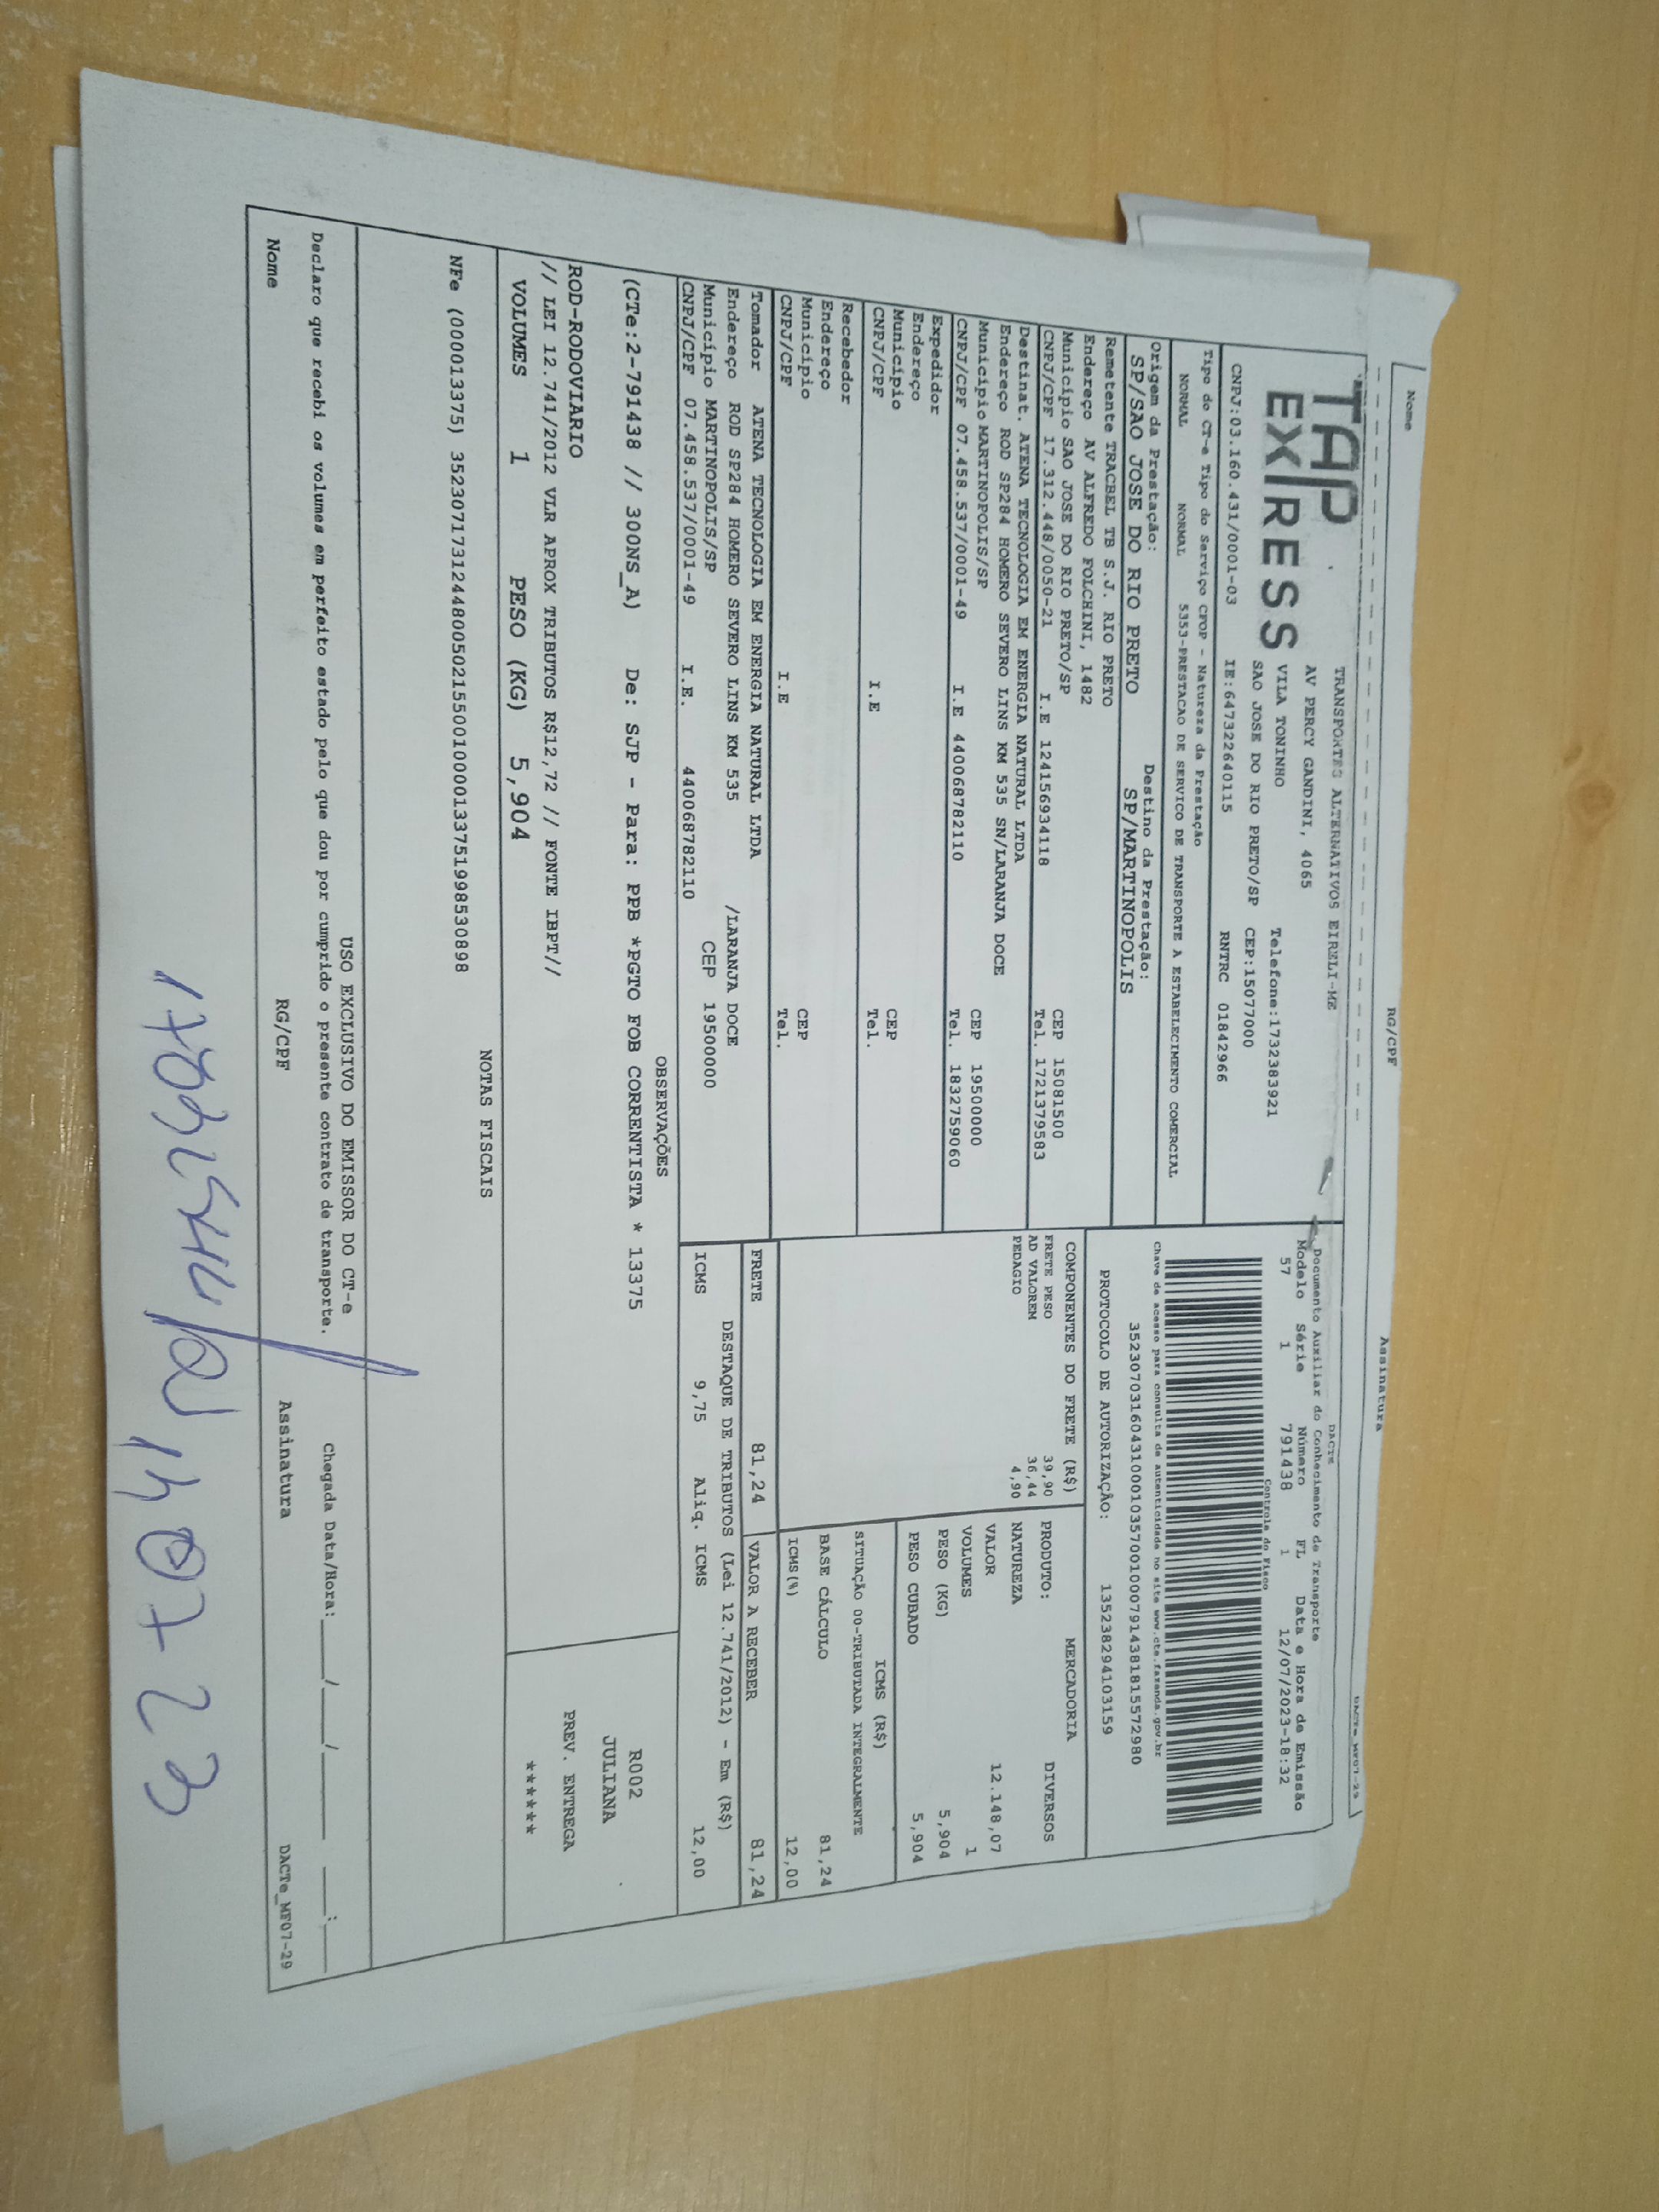 Nome RG/CPF Assinatura DACTe_MF07-29
TAP EXPRESS
TRANSPORTES ALTERNATIVOS EIRELI-ME
AV PERCY GANDINI, 4065
VILA TONINHO Telefone:1732383921
SAO JOSE DO RIO PRETO/SP CEP:15077000
CNPJ:03.160.431/0001-03 IE:647322640115 RNTRC 01842966
DACTE
Documento Auxiliar do Conhecimento de Transporte
Modelo Série Número FL Data e Hora de Emissão
57 1 791438 1 12/07/2023-18:32
Controle do Fisco
Tipo do CT-e Tipo do Serviço CFOP - Natureza da Prestação
NORMAL NORMAL 5353-PRESTACAO DE SERVICO DE TRANSPORTE A ESTABELECIMENTO COMERCIAL
Chave de acesso para consulta de autenticidade no site www.cte.fazenda.gov.br
35230703160431000103570010007914381815572980
Origem da Prestação: Destino da Prestação:
SP/SAO JOSE DO RIO PRETO SP/MARTINOPOLIS
PROTOCOLO DE AUTORIZAÇÃO: 135238294103159
Remetente TRACBEL TB S.J. RIO PRETO
Endereço AV ALFREDO FOLCHINI, 1482
Município SAO JOSE DO RIO PRETO/SP CEP 15081500
CNPJ/CPF 17.312.448/0050-21 I.E 124156934118 Tel. 1721379583
Destinat. ATENA TECNOLOGIA EM ENERGIA NATURAL LTDA
Endereço ROD SP284 HOMERO SEVERO LINS KM 535 SN/LARANJA DOCE
Município MARTINOPOLIS/SP CEP 19500000
CNPJ/CPF 07.458.537/0001-49 I.E 440068782110 Tel. 1832759060
Expedidor
Endereço
Município CEP
CNPJ/CPF I.E Tel.
Recebedor
Endereço
Município CEP
CNPJ/CPF I.E Tel.
COMPONENTES DO FRETE (R$)
FRETE PESO 39,90
AD VALOREM 36,44
PEDAGIO 4,90
MERCADORIA
PRODUTO: DIVERSOS
NATUREZA
VALOR 12.148,07
VOLUMES 1
PESO (KG) 5,904
PESO CUBADO 5,904
ICMS (R$)
SITUAÇÃO 00-TRIBUTADA INTEGRALMENTE
BASE CÁLCULO 81,24
ICMS(%) 12,00
Tomador ATENA TECNOLOGIA EM ENERGIA NATURAL LTDA
Endereço ROD SP284 HOMERO SEVERO LINS KM 535 /LARANJA DOCE
Município MARTINOPOLIS/SP CEP 19500000
CNPJ/CPF 07.458.537/0001-49 I.E. 440068782110
FRETE 81,24 VALOR A RECEBER 81,24
DESTAQUE DE TRIBUTOS (Lei 12.741/2012) - Em (R$)
ICMS 9,75 Aliq. ICMS 12,00
OBSERVAÇÕES
(CTe:2-791438 // 300NS_A) De: SJP - Para: PPB *PGTO FOB CORRENTISTA * 13375
ROD-RODOVIARIO
// LEI 12.741/2012 VLR APROX TRIBUTOS R$12,72 // FONTE IBPT//
R002
JULIANA
PREV. ENTREGA
******
VOLUMES 1 PESO (KG) 5,904
NOTAS FISCAIS
NFe (000013375) 35230717312448005021550010000133751998530898
USO EXCLUSIVO DO EMISSOR DO CT-e
Declaro que recebi os volumes em perfeito estado pelo que dou por cumprido o presente contrato de transporte. Chegada Data/Hora:____/____/______ ____:____
Nome RG/CPF Assinatura DACTe_MF07-29
14 07 23